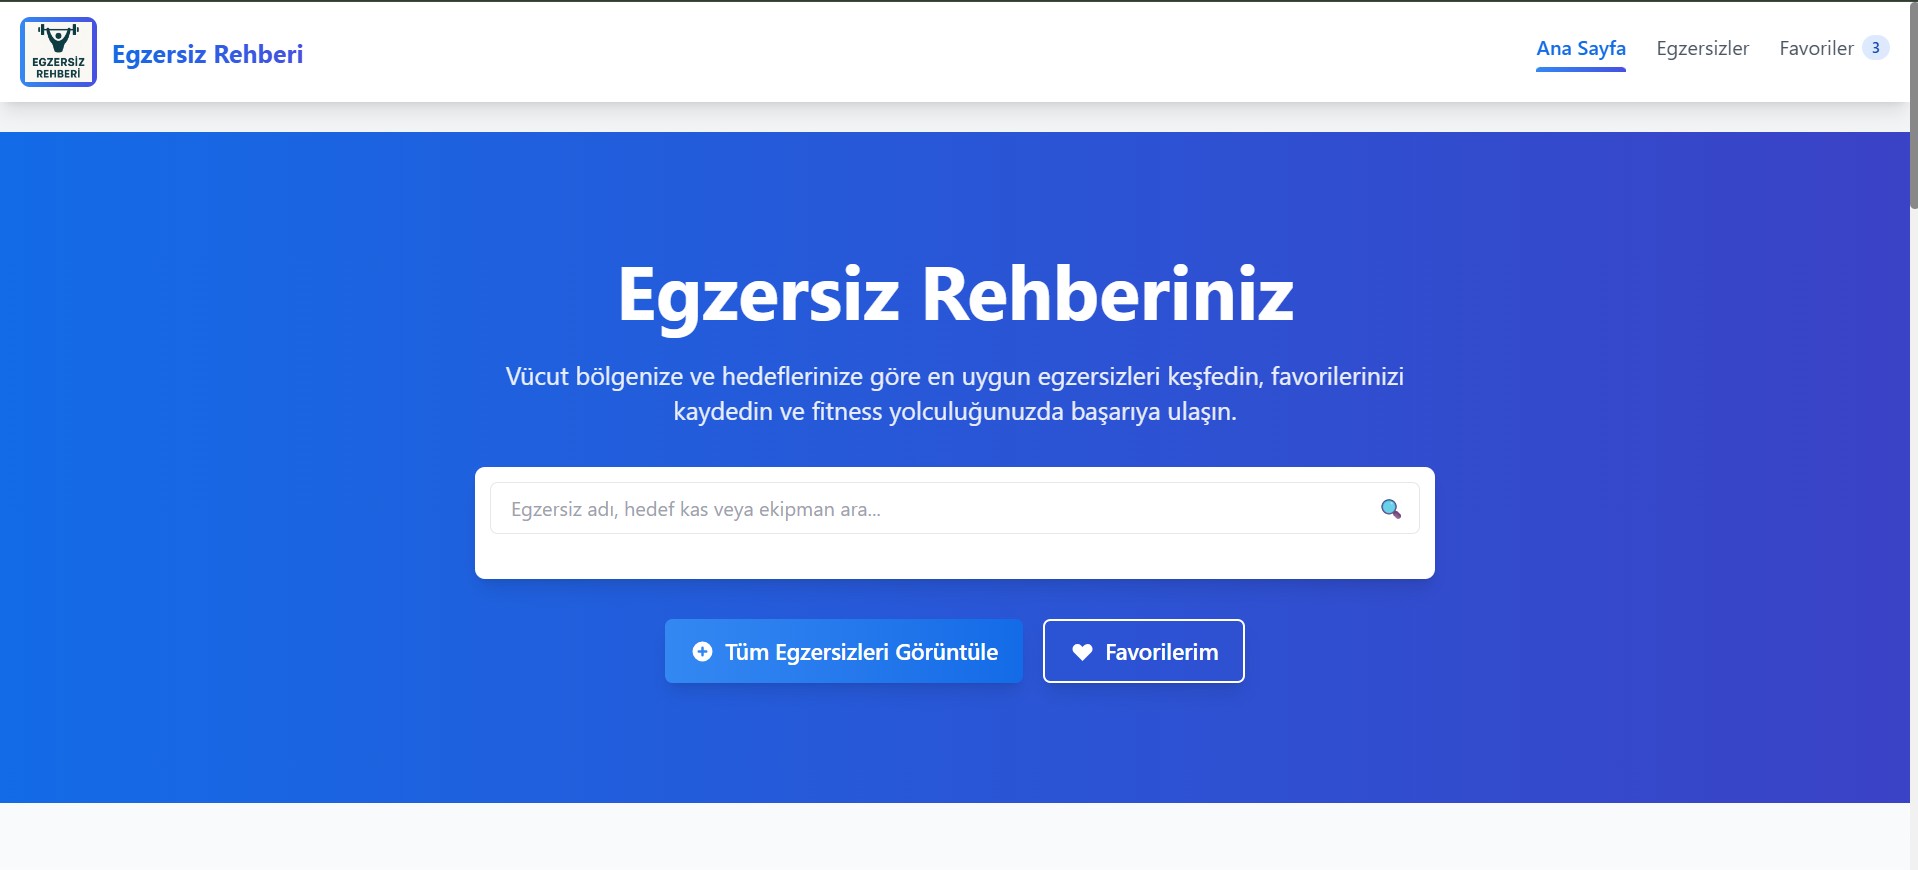 EGZERSİZ
REHBERİ
Egzersiz Rehberi
Ana Sayfa
Egzersizler
Favoriler 3
Egzersiz Rehberiniz
Vücut bölgenize ve hedeflerinize göre en uygun egzersizleri keşfedin, favorilerinizi
kaydedin ve fitness yolculuğunuzda başarıya ulaşın.
Egzersiz adı, hedef kas veya ekipman ara...
Tüm Egzersizleri Görüntüle
Favorilerim